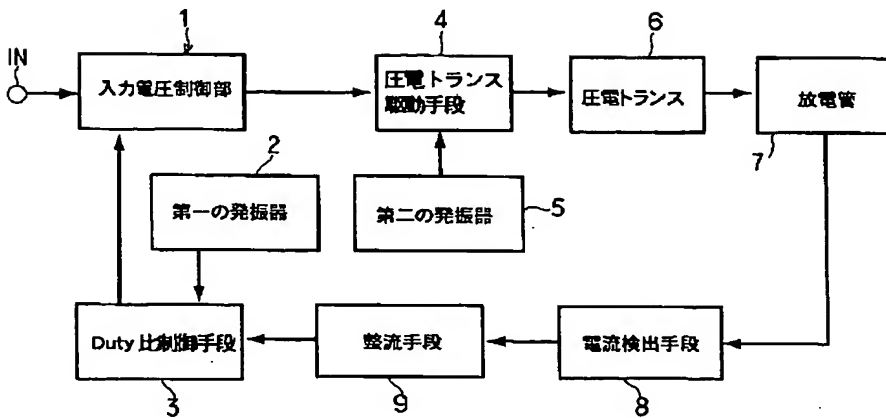 1
4
6
IN
入力電圧制御部
圧電トランス
駆動手段
圧電トランス
放電管
7
2
第一の発振器
第二の発振器
5
Duty 比制御手段
整流手段
電流検出手段
3
9
8